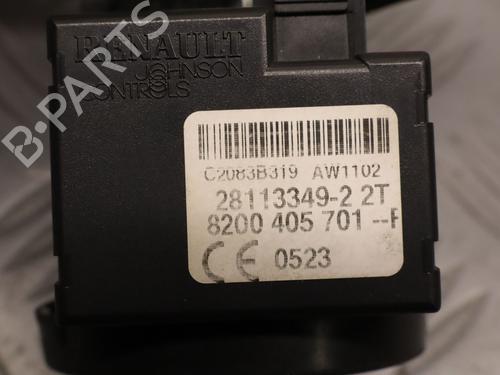 RENAULT
JOHNSON
CONTROLS
B-PARTS
C2083B319 AW1102
28113349-2 2T
8200 405 701 --F
CE 0523